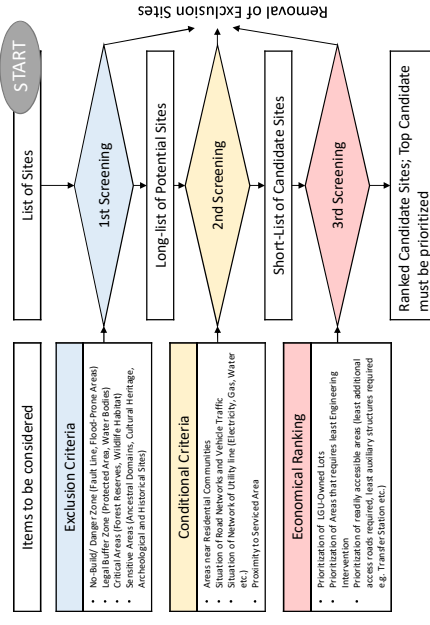 START
Items to be considered
List of Sites
Exclusion Criteria
• No-Build/ Danger Zone (Fault Line, Flood-Prone Areas)
• Legal Buffer Zone (Protected Area, Water Bodies)
• Critical Areas (Forest Reserves, Wildlife Habitat)
• Sensitive Areas (Ancestral Domains, Cultural Heritage,
Archeological and Historical Sites)
1st Screening
Long-list of Potential Sites
Conditional Criteria
• Areas near Residential Communities
• Situation of Road Networks and Vehicle Traffic
• Situation of Network of Utility line (Electricity, Gas, Water
etc.)
• Proximity to Serviced Area
2nd Screening
Short-List of Candidate Sites
Economical Ranking
• Prioritization of LGU-Owned Lots
• Prioritization of Areas that requires least Engineering
Intervention
• Prioritization of readily accessible areas (least additional
access roads required, least auxiliary structures required
e.g. Transfer Station etc.)
3rd Screening
Ranked Candidate Sites; Top Candidate
must be prioritized
Removal of Exclusion Sites